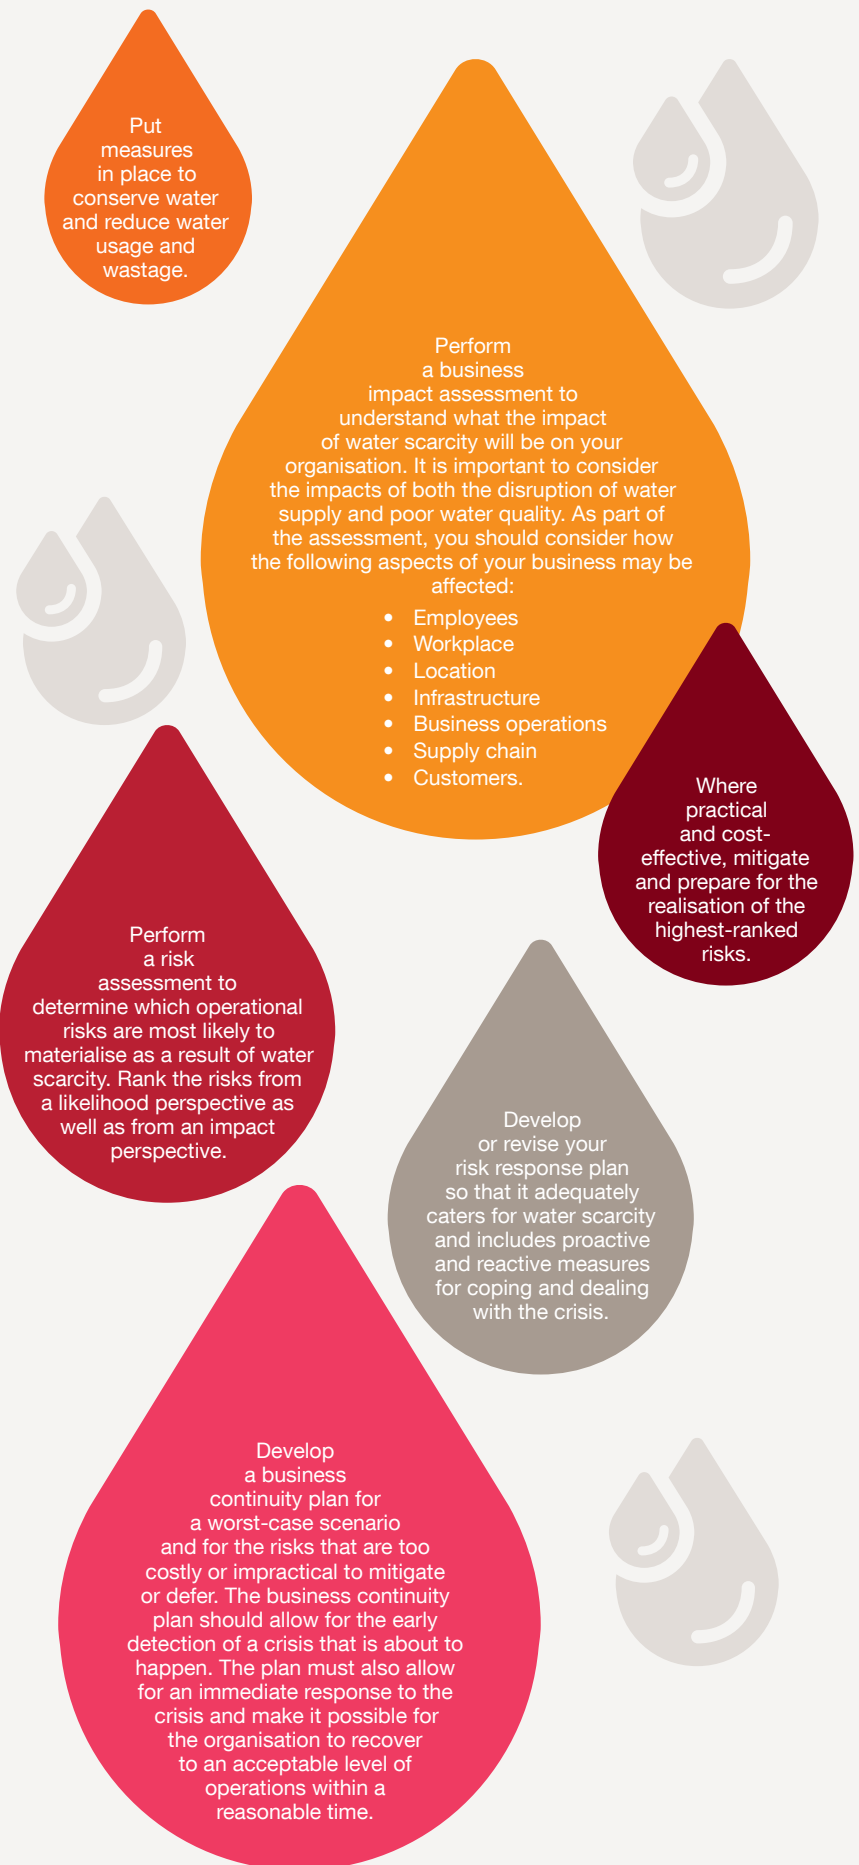 Put
measures
in place to
conserve water
and reduce water
usage and
wastage.
Perform
a business
impact assessment to
understand what the impact
of water scarcity will be on your
organisation. It is important to consider
the impacts of both the disruption of water
supply and poor water quality. As part of
the assessment, you should consider how
the following aspects of your business may be
affected:
• Employees
• Workplace
• Location
• Infrastructure
• Business operations
• Supply chain
• Customers.
Where
practical
and cost-
effective, mitigate
and prepare for the
realisation of the
highest-ranked
risks.
Perform
a risk
assessment to
determine which operational
risks are most likely to
materialise as a result of water
scarcity. Rank the risks from
a likelihood perspective as
well as from an impact
perspective.
Develop
or revise your
risk response plan
so that it adequately
caters for water scarcity
and includes proactive
and reactive measures
for coping and dealing
with the crisis.
Develop
a business
continuity plan for
a worst-case scenario
and for the risks that are too
costly or impractical to mitigate
or defer. The business continuity
plan should allow for the early
detection of a crisis that is about to
happen. The plan must also allow
for an immediate response to the
crisis and make it possible for
the organisation to recover
to an acceptable level of
operations within a
reasonable time.